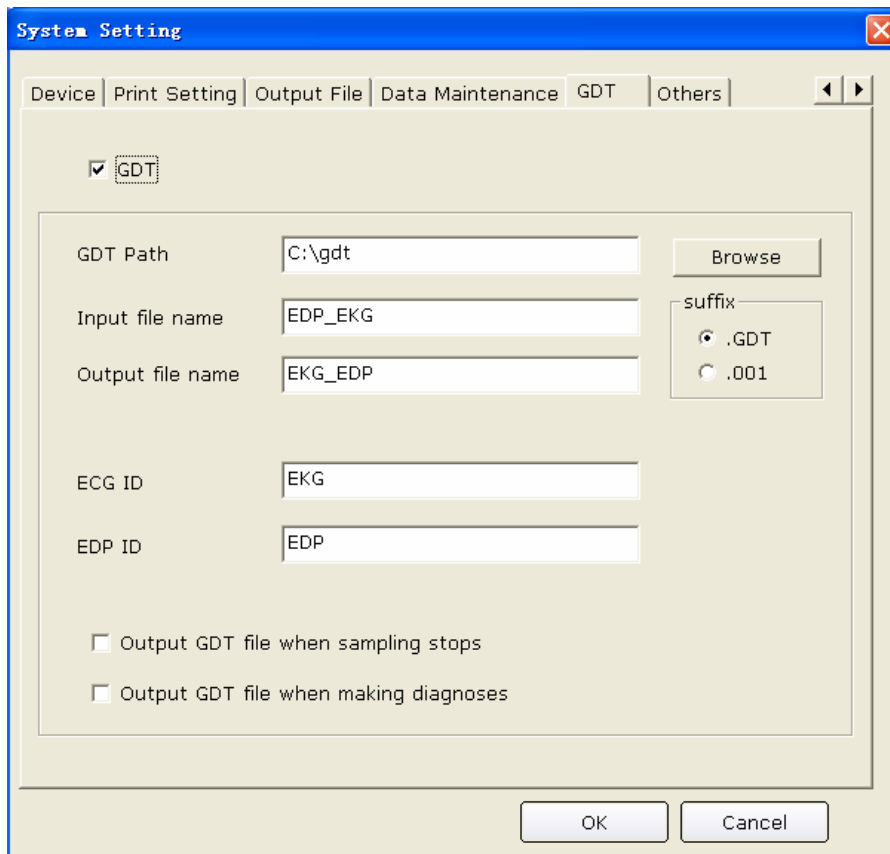 System Setting
Device Print Setting Output File Data Maintenance GDT Others
GDT
GDT Path C:\gdt Browse
Input file name EDP_EKG suffix
.GDT
Output file name EKG_EDP .001
ECG ID EKG
EDP ID EDP
Output GDT file when sampling stops
Output GDT file when making diagnoses
OK Cancel